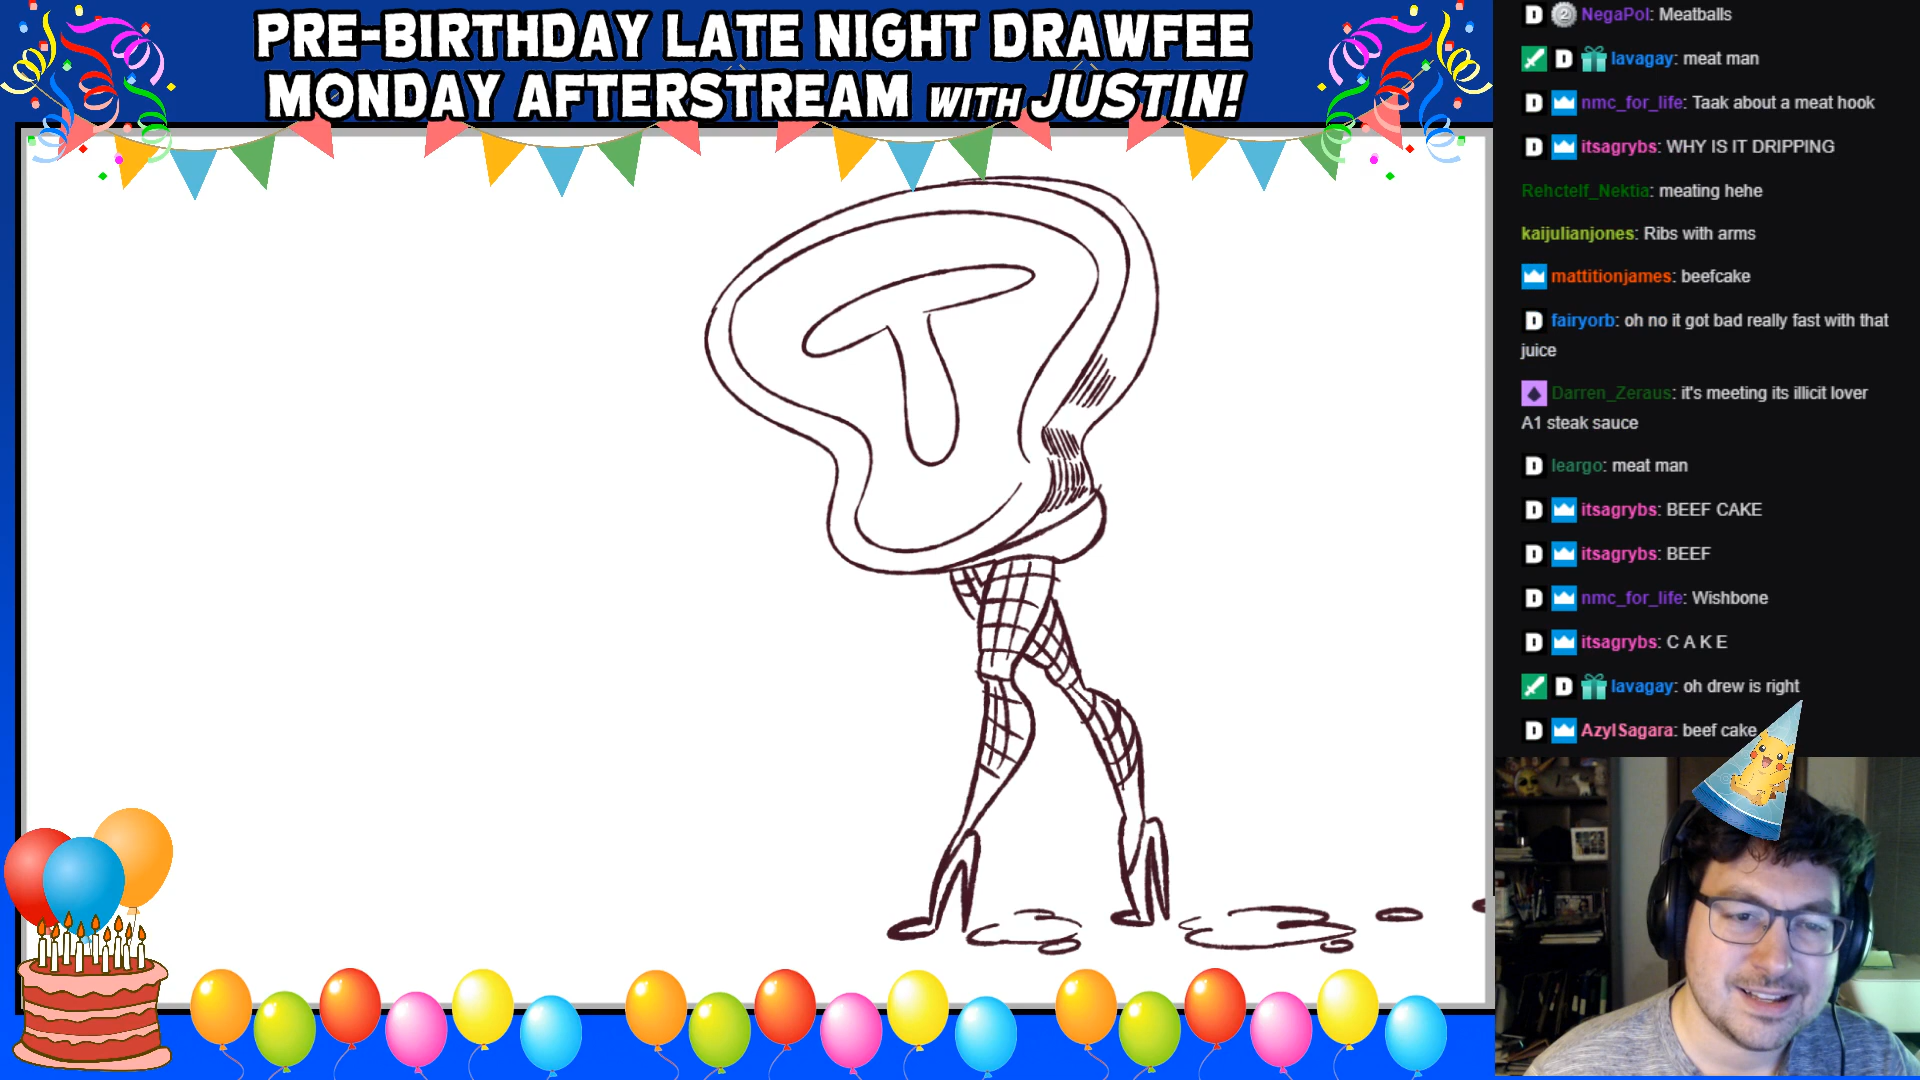 PRE-BIRTHDAY LATE NIGHT DRAWFEE
MONDAY AFTERSTREAM WITH JUSTIN!
NegaPol: Meatballs
lavagay: meat man
nmc_for_life: Taak about a meat hook
itsagrybs: WHY IS IT DRIPPING
Rehctelf_Nektia: meating hehe
kaijulianjones: Ribs with arms
mattitionjames: beefcake
fairyorb: oh no it got bad really fast with that
juice
Darren_Zeraus: it's meeting its illicit lover
A1 steak sauce
leargo: meat man
itsagrybs: BEEF CAKE
itsagrybs: BEEF
nmc_for_life: Wishbone
itsagrybs: C A K E
lavagay: oh drew is right
AzylSagara: beef cake